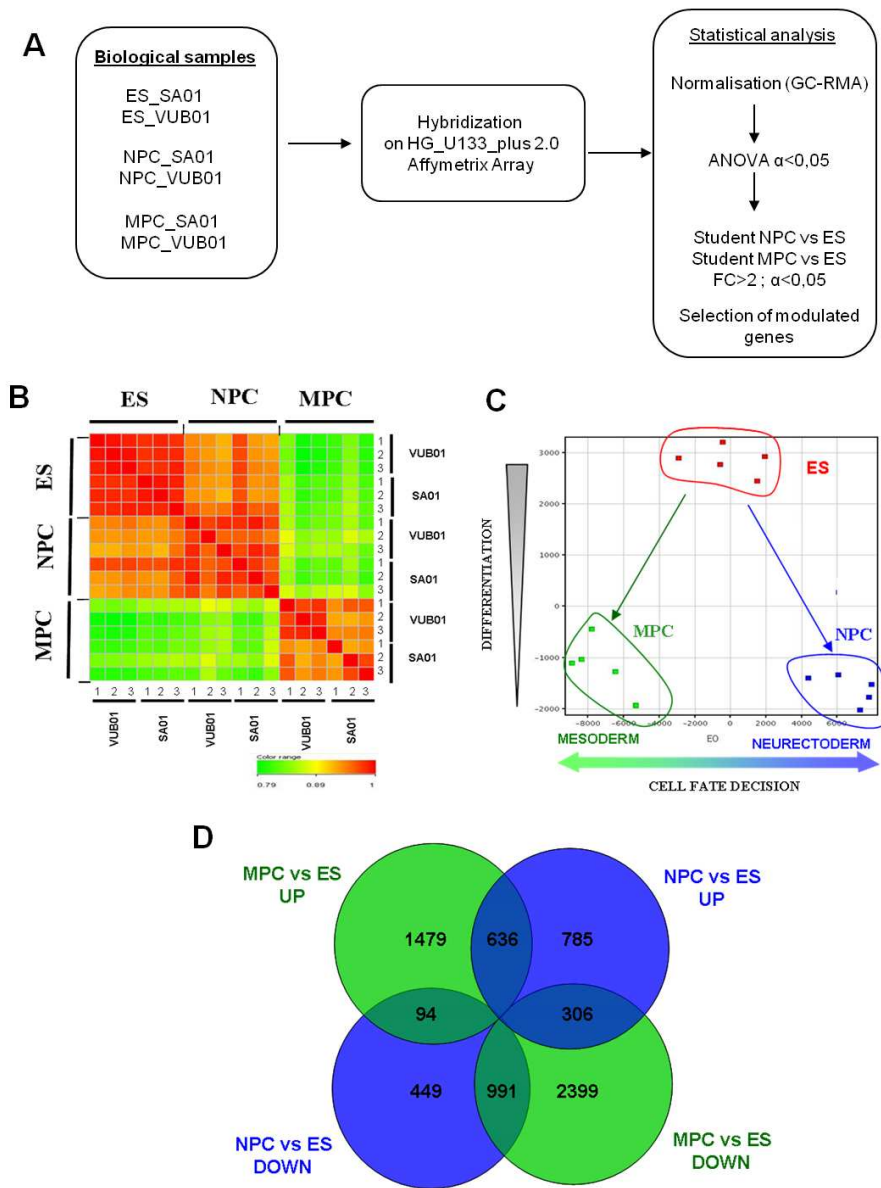 A
Biological samples
ES_SA01
ES_VUB01
NPC_SA01
NPC_VUB01
MPC_SA01
MPC_VUB01
Hybridization
on HG_U133_plus 2.0
Affymetrix Array
Statistical analysis
Normalisation (GC-RMA)
ANOVA α<0,05
Student NPC vs ES
Student MPC vs ES
FC>2 ; α<0,05
Selection of modulated
genes
B
ES NPC MPC
ES
NPC
MPC
1
2
3
VUB01
1
2
3
SA01
1
2
3
VUB01
1
2
3
SA01
1
2
3
VUB01
1
2
3
SA01
1 2 3 1 2 3 1 2 3 1 2 3 1 2 3 1 2 3
VUB01 SA01 VUB01 SA01 VUB01 SA01
Color range
0.79 0.89 1
C
DIFFERENTIATION
3000
2000
1000
0
-1000
-2000
ES
MPC
NPC
-8000 -6000 -4000 -2000 0 2000 4000 6000
MESODERM
NEURECTODERM
CELL FATE DECISION
D
MPC vs ES
UP
NPC vs ES
UP
1479 636 785
94 306
449 991 2399
NPC vs ES
DOWN
MPC vs ES
DOWN